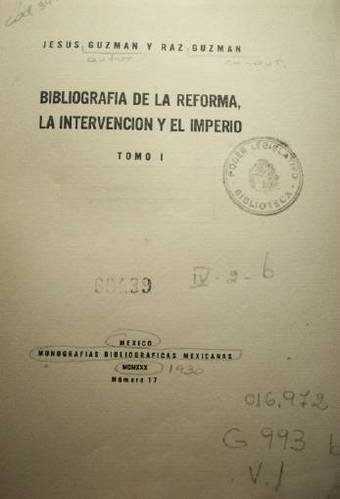 JESUS GUZMAN Y RAZ GUZMAN
autor
BIBLIOGRAFIA DE LA REFORMA,
LA INTERVENCION Y EL IMPERIO
TOMO I
PODER LEGISLATIVO
BIBLIOTECA
IV-2-b
MEXICO
MONOGRAFIAS BIBLIOGRAFICAS MEXICANAS
MCMXXX 1930
Número 17
016.972
G 993 b
V.1